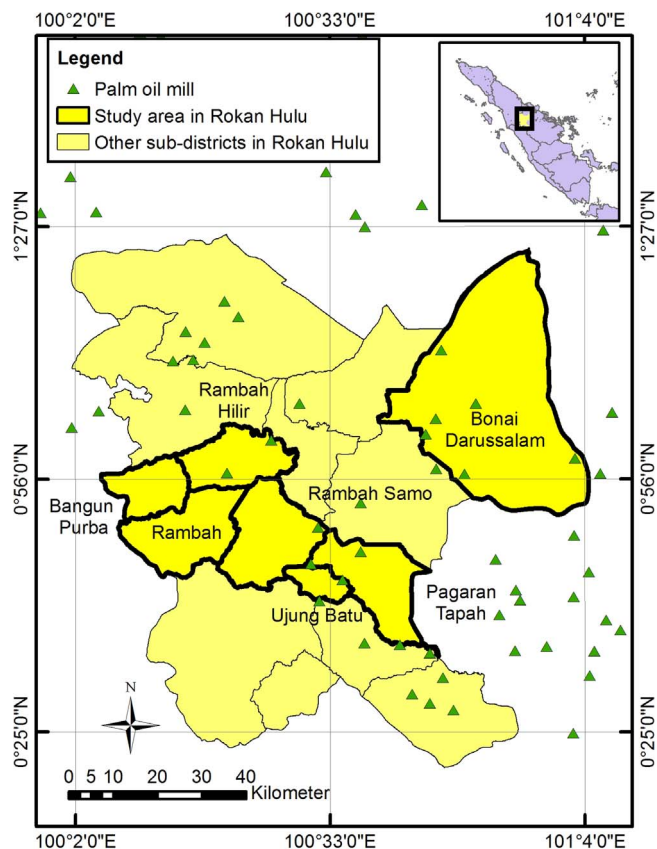 100°2'0"E 100°33'0"E 101°4'0"E
Legend
Palm oil mill
Study area in Rokan Hulu
Other sub-districts in Rokan Hulu
1°27'0"N 1°27'0"N
Rambah
Hilir
Bonai
Darussalam
0°56'0"N 0°56'0"N
Rambah Samo
Bangun
Purba
Rambah
Pagaran
Tapah
Ujung Batu
N
0°25'0"N 0°25'0"N
0 5 10 20 30 40
Kilometer
100°2'0"E 100°33'0"E 101°4'0"E